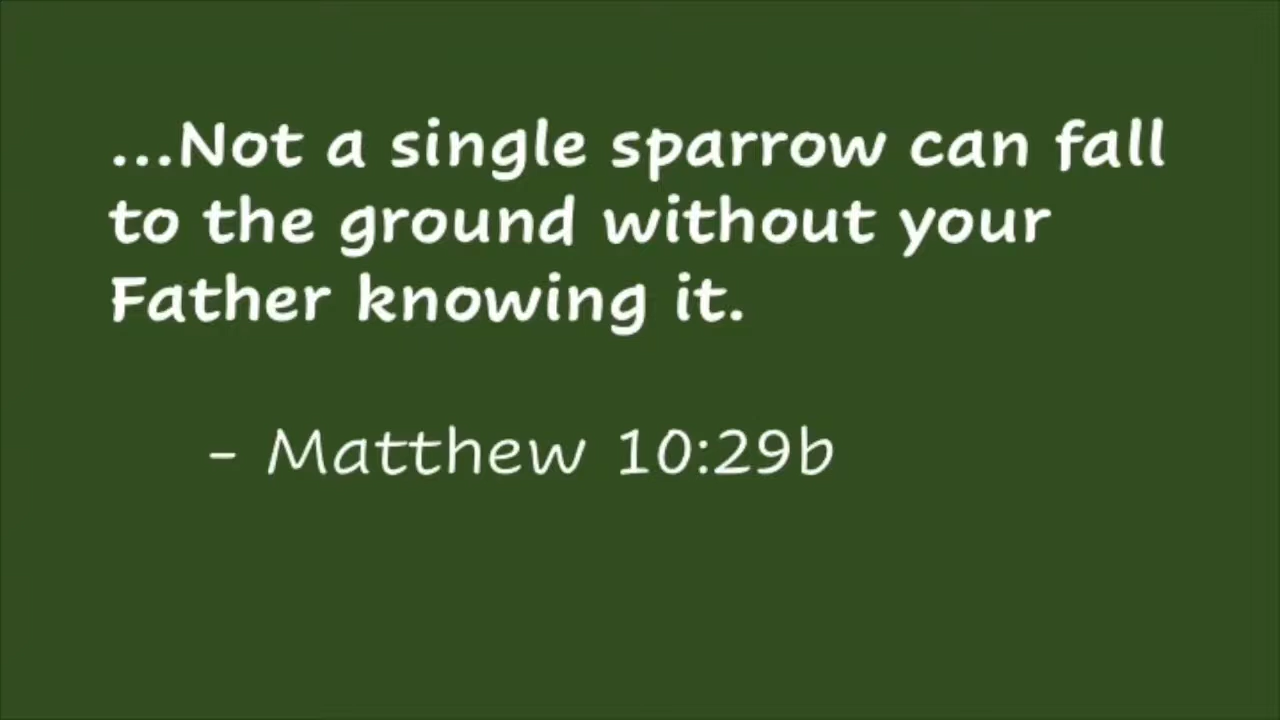 ...Not a single sparrow can fall
to the ground without your
Father knowing it.
- Matthew 10:29b